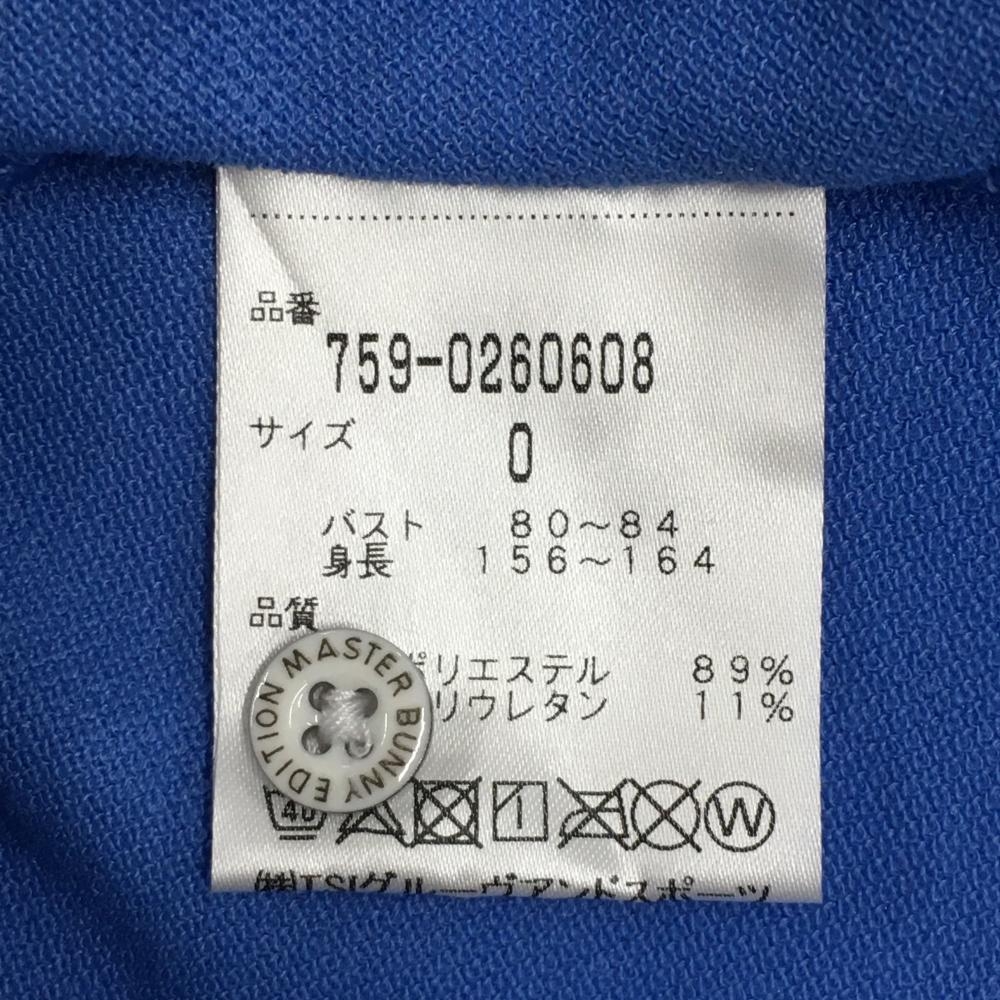 品番
759-0260608
サイズ
0
バスト 80～84
身長 156～164
品質
ポリエステル 89%
リウレタン 11%
MASTER BUNNY EDITION
40
W
㈱TSIグルーヴアンドスポーツ